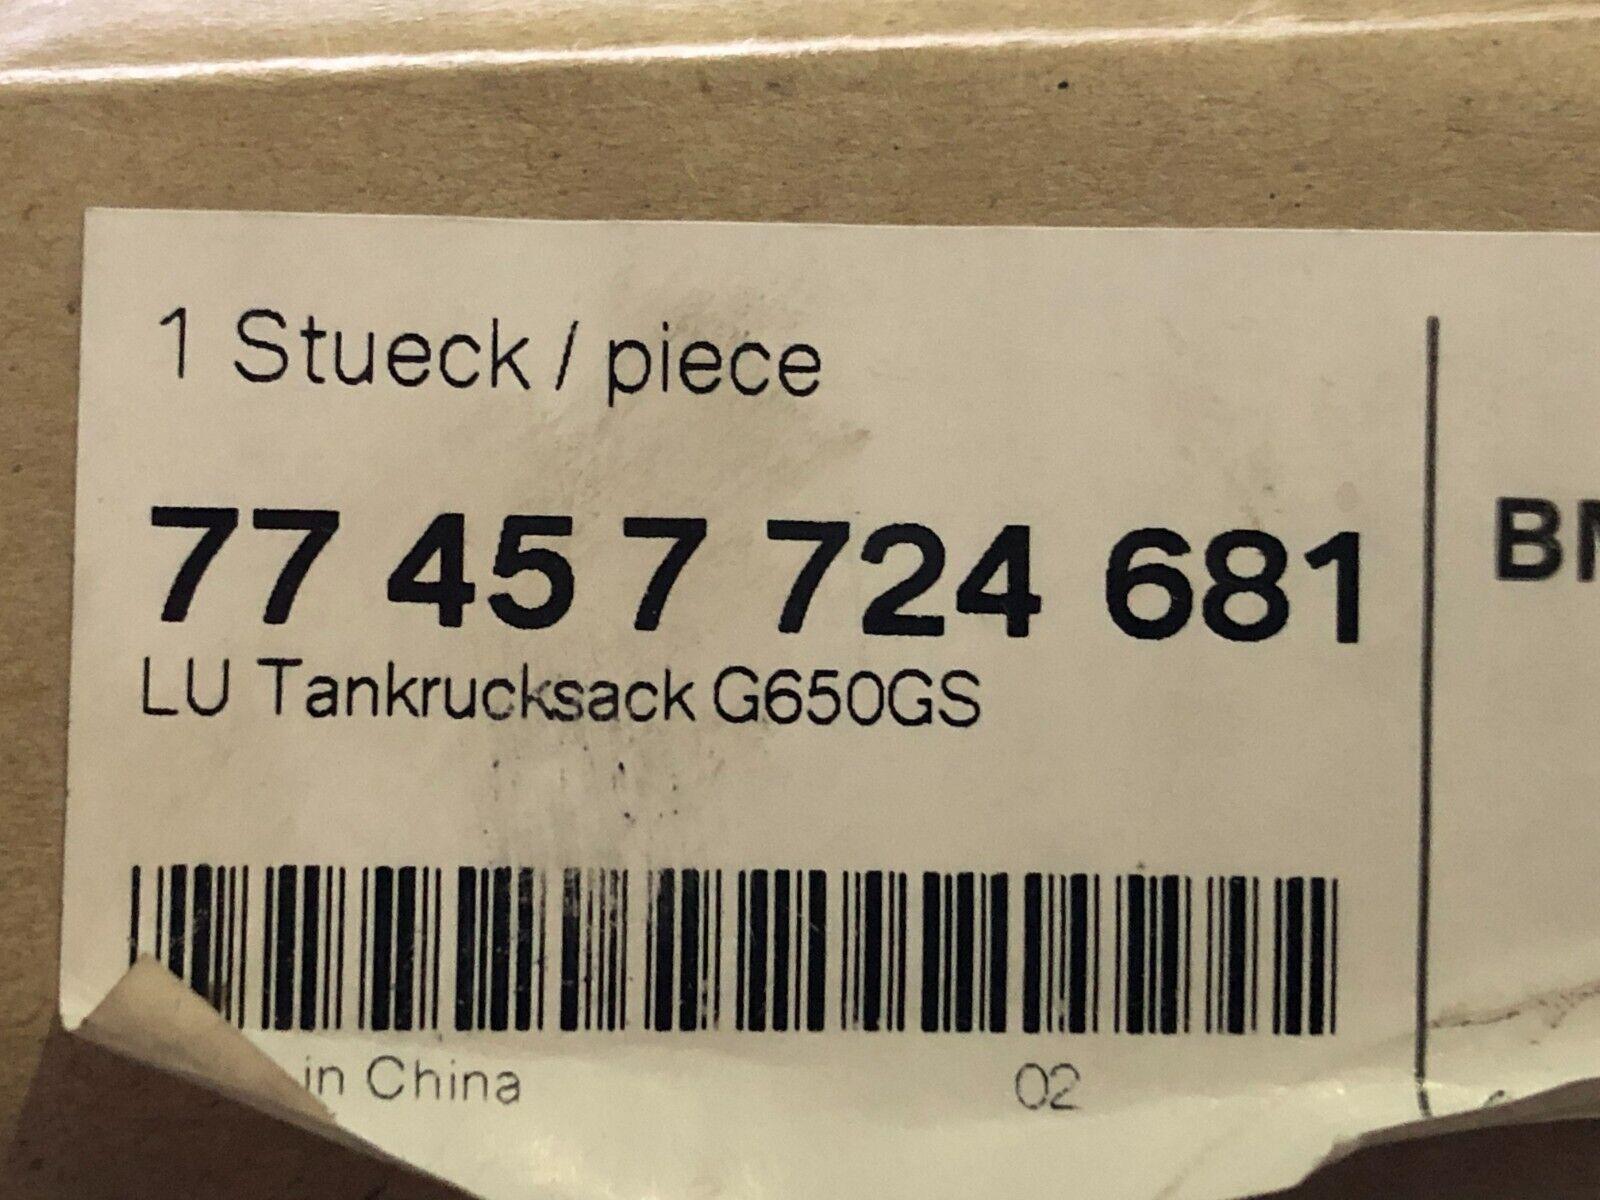 1 Stueck / piece
77 45 7 724 681
LU Tankrucksack G650GS
in China
02